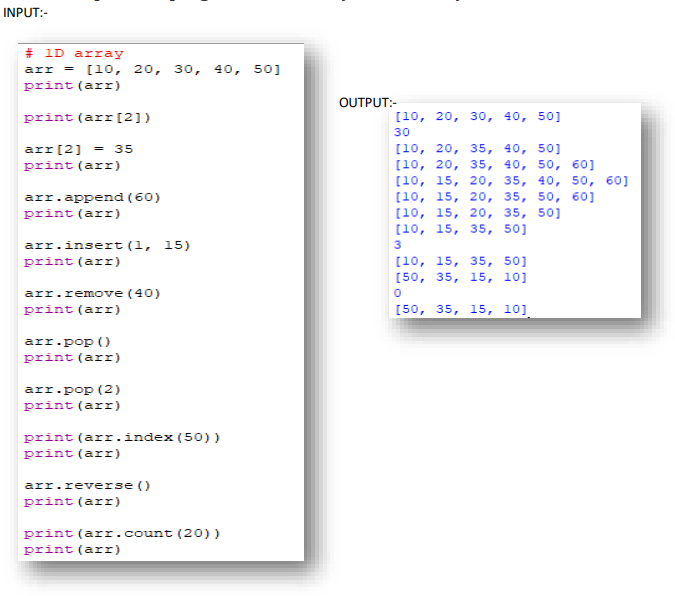 INPUT:-
# 1D array
arr = [10, 20, 30, 40, 50]
print(arr)
print(arr[2])
arr[2] = 35
print(arr)
arr.append(60)
print(arr)
arr.insert(1, 15)
print(arr)
arr.remove(40)
print(arr)
arr.pop()
print(arr)
arr.pop(2)
print(arr)
print(arr.index(50))
print(arr)
arr.reverse()
print(arr)
print(arr.count(20))
print(arr)
OUTPUT:-
[10, 20, 30, 40, 50]
30
[10, 20, 35, 40, 50]
[10, 20, 35, 40, 50, 60]
[10, 15, 20, 35, 40, 50, 60]
[10, 15, 20, 35, 50, 60]
[10, 15, 20, 35, 50]
[10, 15, 35, 50]
3
[10, 15, 35, 50]
[50, 35, 15, 10]
0
[50, 35, 15, 10]